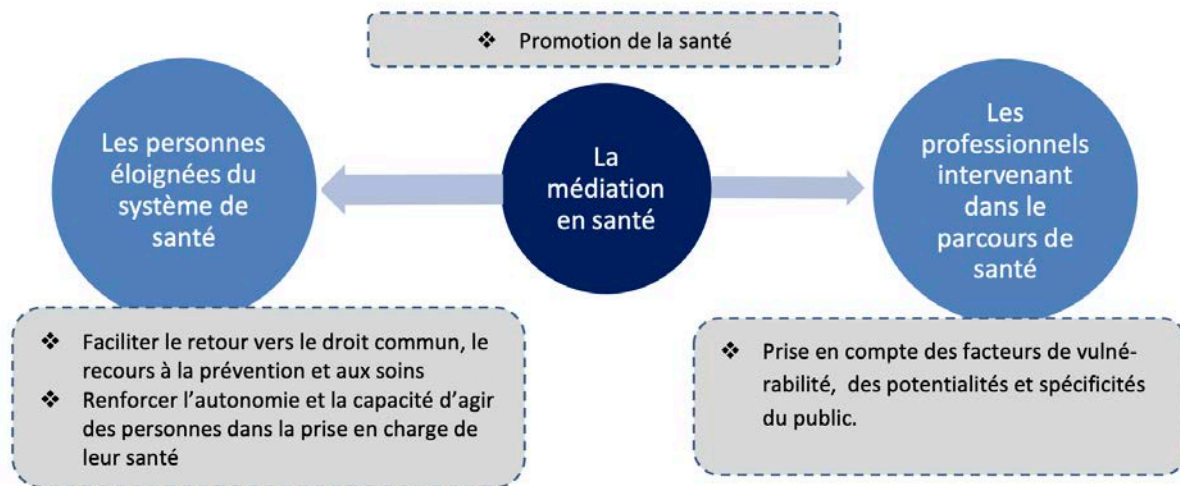 ❖ Promotion de la santé
Les personnes
éloignées du
système de
santé
La
médiation
en santé
Les
professionnels
intervenant
dans le
parcours de
santé
❖ Faciliter le retour vers le droit commun, le
recours à la prévention et aux soins
❖ Renforcer l’autonomie et la capacité d’agir
des personnes dans la prise en charge de
leur santé
❖ Prise en compte des facteurs de vulné-
rabilité, des potentialités et spécificités
du public.